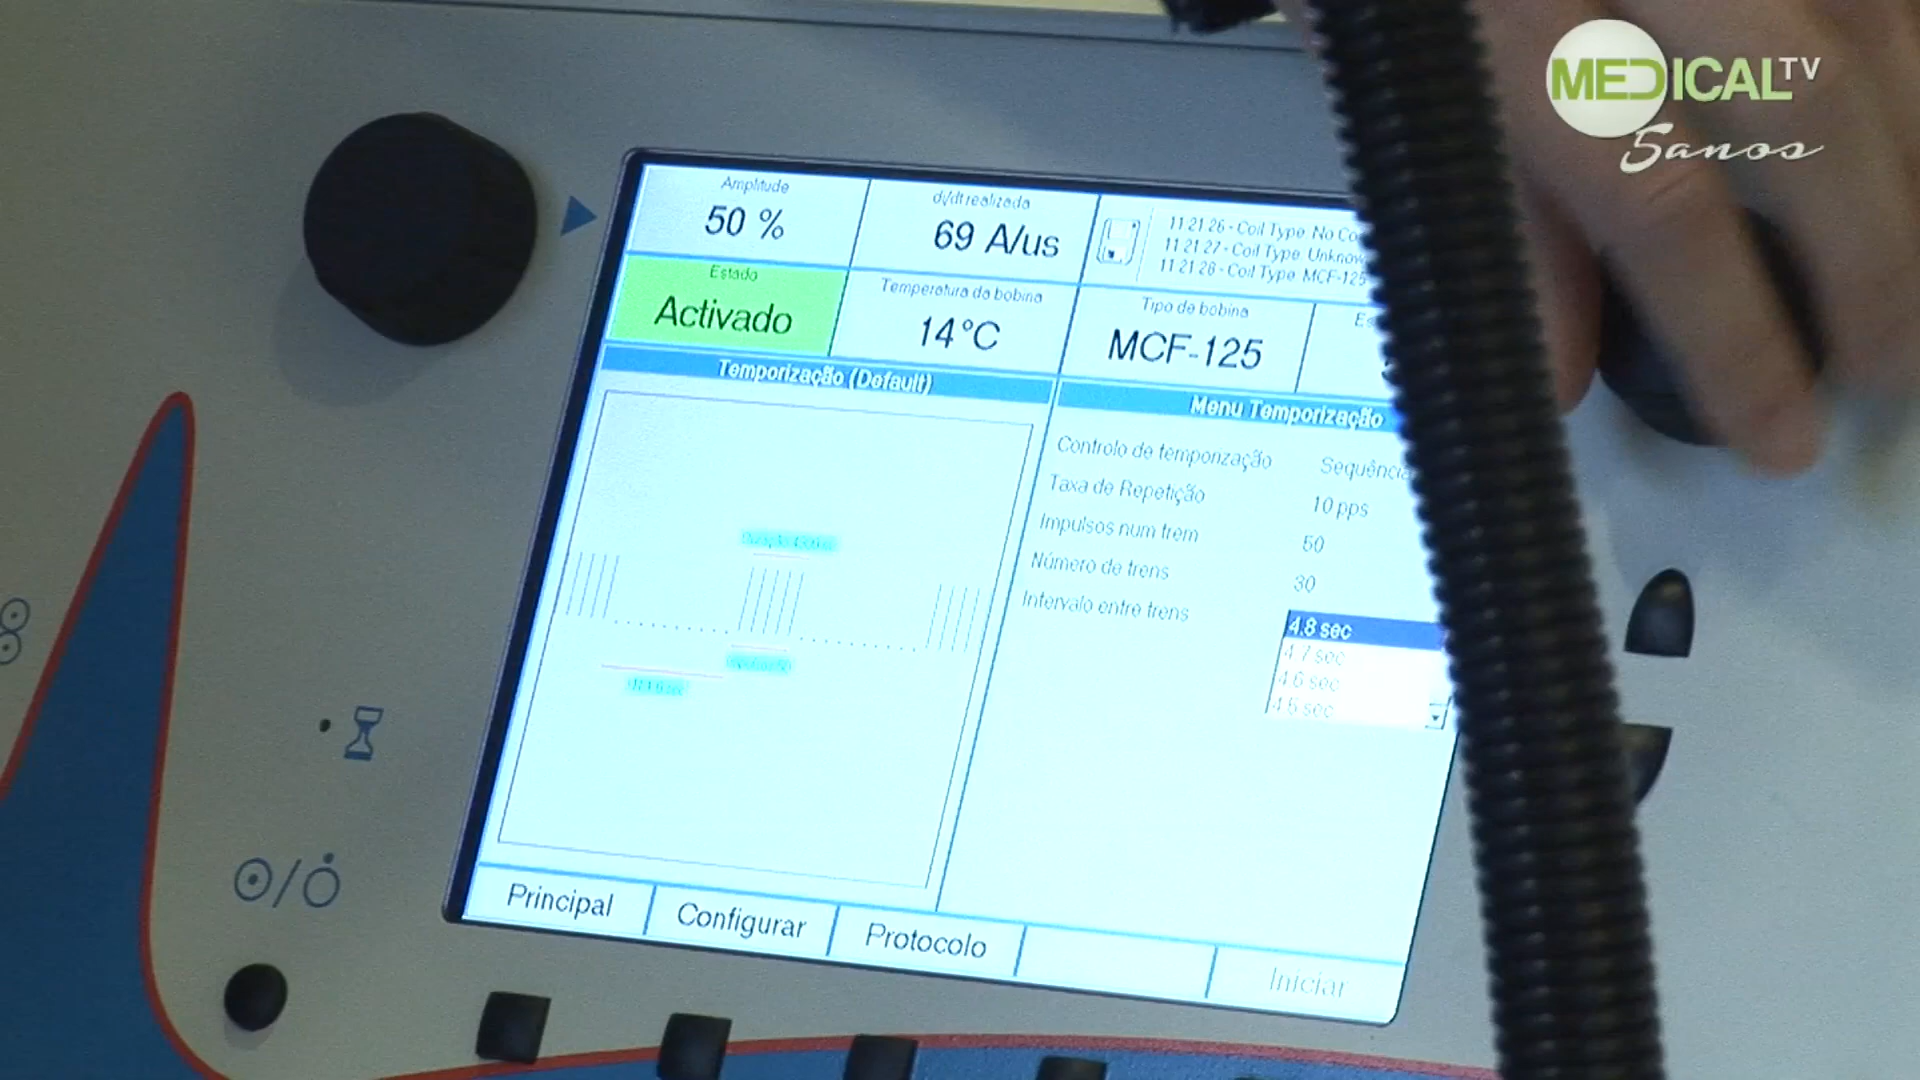 MEDICAL TV
5anos
Amplitude
50 %
di/dt realizada
69 A/us
11:21:26 - Coil Type: No Co
11:21:27 - Coil Type: Unknow
11:21:28 - Coil Type: MCF-125
Estado
Activado
Temperatura da bobina
14°C
Tipo de bobina
MCF-125
Temporização (Default)
Menu Temporização
Controlo de temporização
Sequência
Taxa de Repetição
10 pps
Impulsos num trem
50
Número de trens
30
Intervalo entre trens
4.8 sec
4.7 sec
4.6 sec
4.5 sec
Principal
Configurar
Protocolo
Iniciar